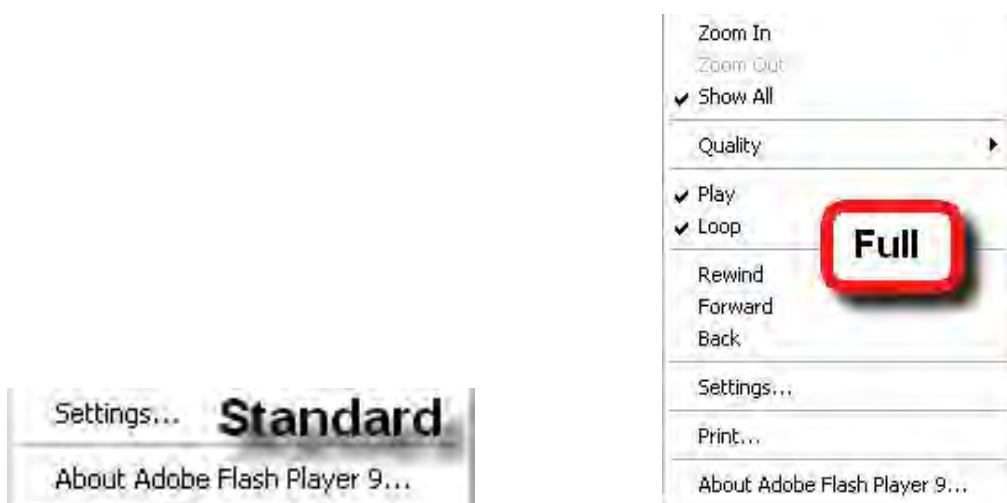 Settings... Standard
About Adobe Flash Player 9...
Zoom In
Zoom Out
Show All
Quality
Play
Loop
Full
Rewind
Forward
Back
Settings...
Print...
About Adobe Flash Player 9...